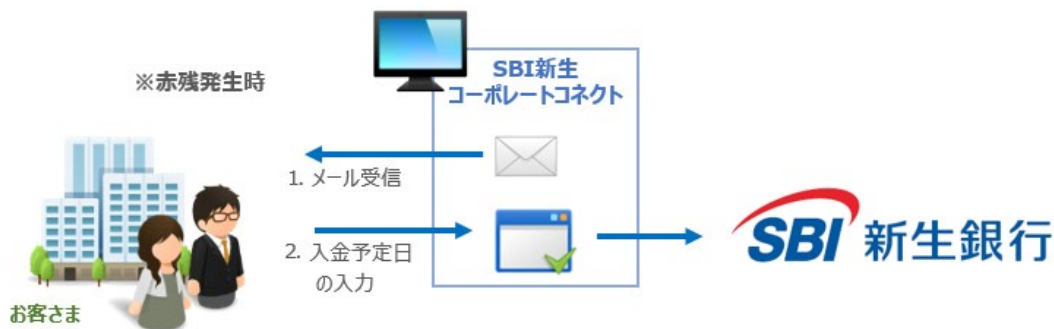 ※赤残発生時
SBI新生
コーポレートコネクト
1. メール受信
2. 入金予定日
の入力
お客さま
SBI 新生銀行